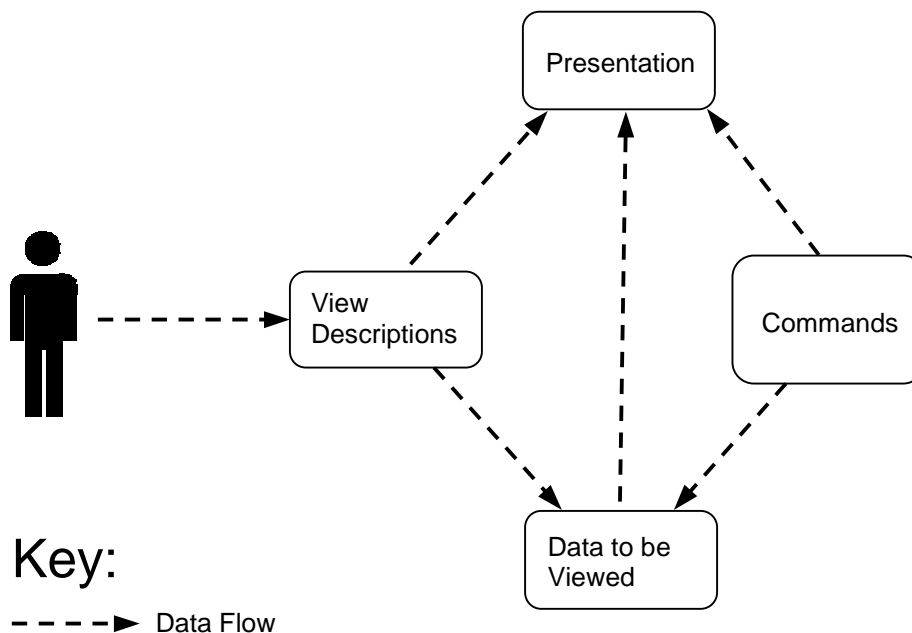 Presentation
View
Descriptions
Commands
Data to be
Viewed
Key:
Data Flow